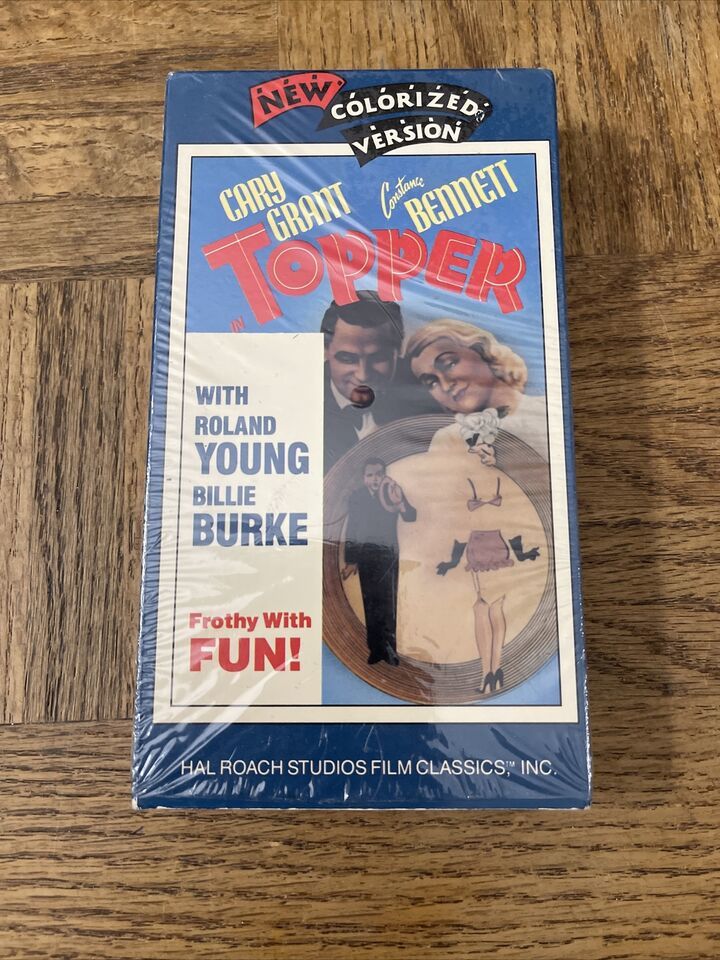 NEW
COLORIZED
VERSION
CARY
GRANT
Constance
BENNETT
IN
TOPPER
WITH
ROLAND
YOUNG
BILLIE
BURKE
Frothy With
FUN!
HAL ROACH STUDIOS FILM CLASSICS,™ INC.